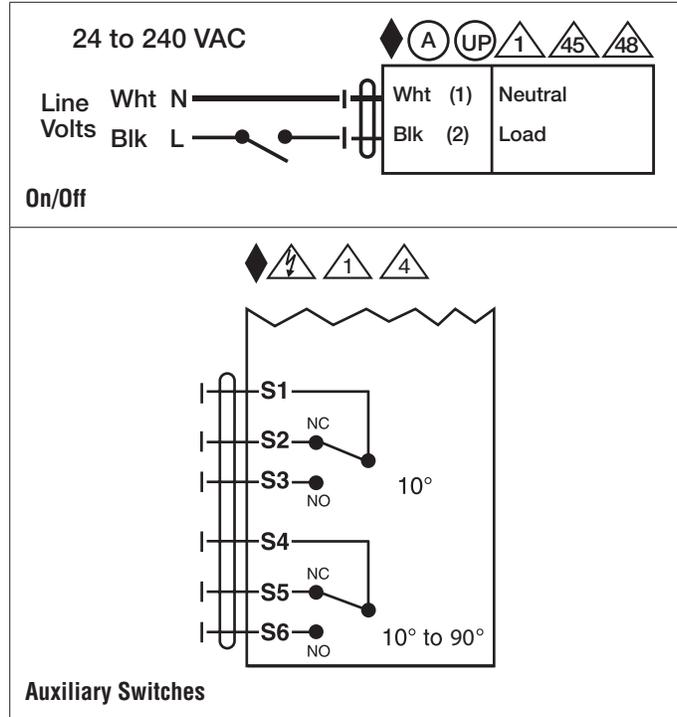 24 to 240 VAC
A UP 1 45 48
Line Volts
Wht N
Blk L
Wht (1) Neutral
Blk (2) Load
On/Off
1 4
S1
NC
S2
S3
NO
10°
S4
NC
S5
S6
NO
10° to 90°
Auxiliary Switches